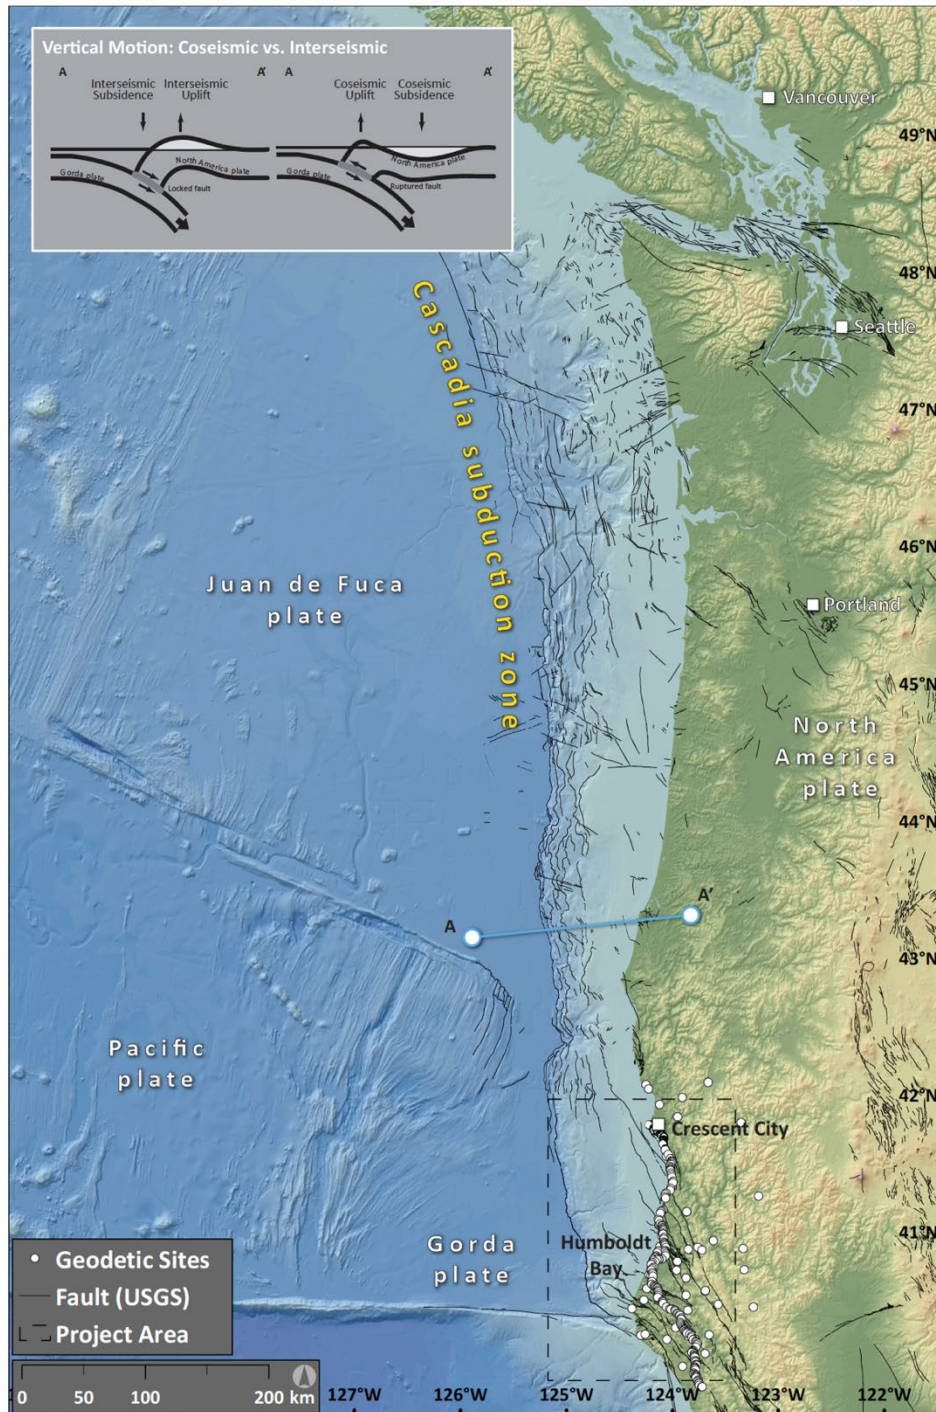 Vertical Motion: Coseismic vs. Interseismic
A
Interseismic
Subsidence
Interseismic
Uplift
A'
Gorda plate
North America plate
Locked fault
A
Coseismic
Uplift
Coseismic
Subsidence
A'
Gorda plate
North America plate
Ruptured fault
Vancouver
49°N
48°N
Cascadia subduction zone
Seattle
47°N
46°N
Juan de Fuca
plate
Portland
45°N
North
America
plate
44°N
A
A'
43°N
Pacific
plate
42°N
Crescent City
41°N
Gorda
plate
Humboldt
Bay
Geodetic Sites
Fault (USGS)
Project Area
40°N
0 50 100 200 km
127°W 126°W 125°W 124°W 123°W 122°W